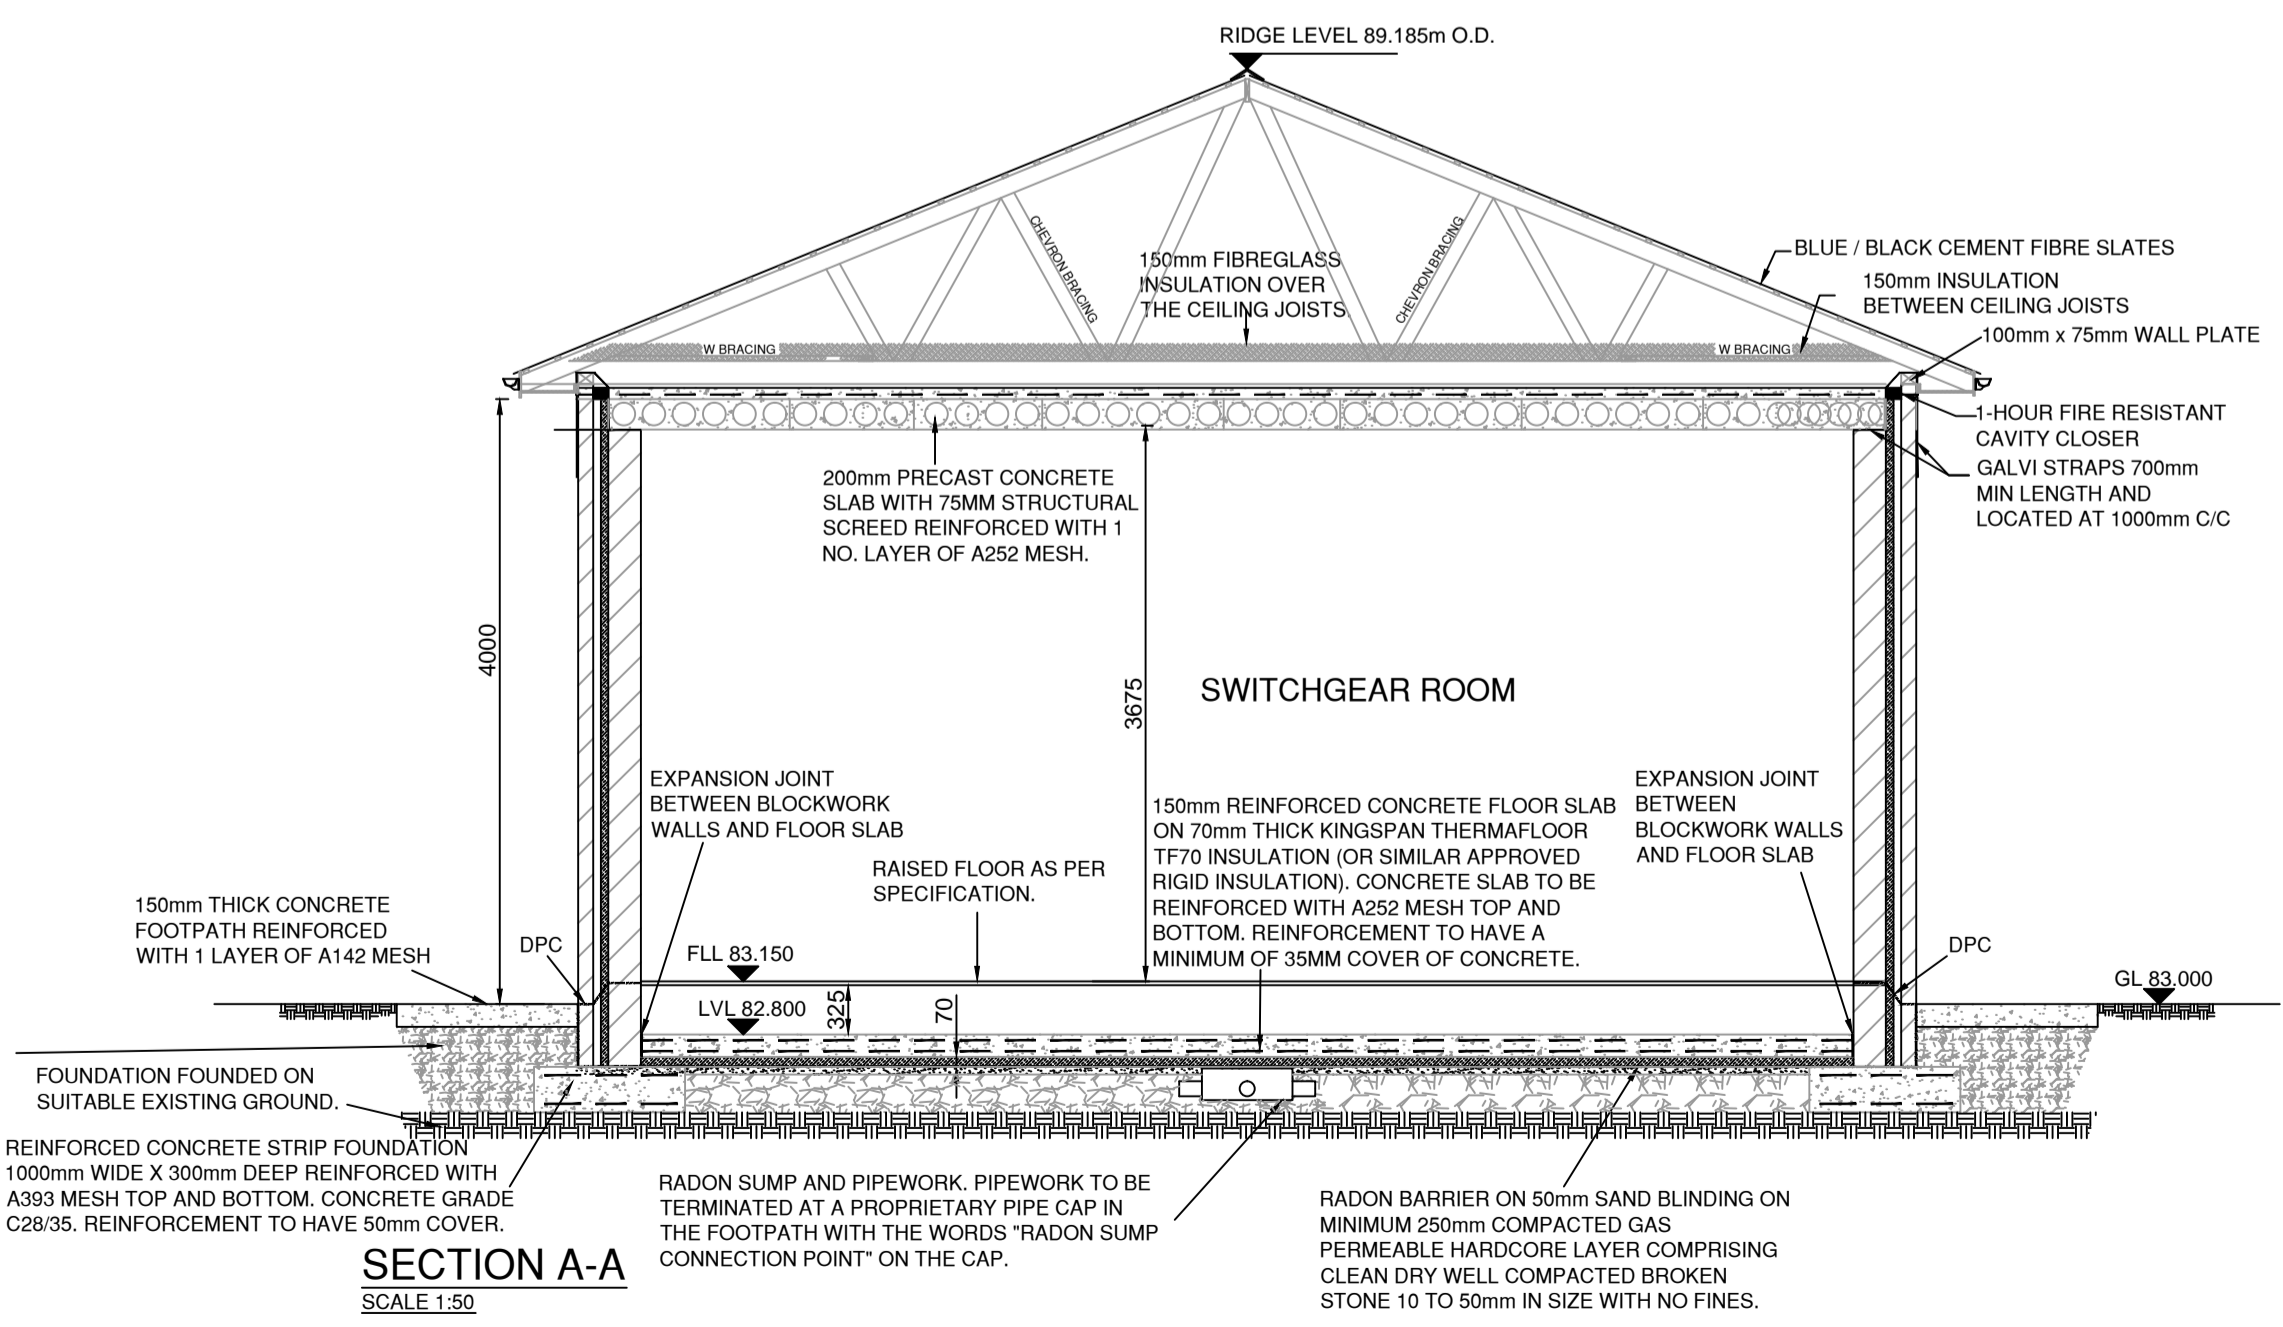 RIDGE LEVEL 89.185m O.D.
CHEVRON BRACING
150mm FIBREGLASS
INSULATION OVER
THE CEILING JOISTS.
CHEVRON BRACING
BLUE / BLACK CEMENT FIBRE SLATES
150mm INSULATION
BETWEEN CEILING JOISTS
100mm x 75mm WALL PLATE
W BRACING
W BRACING
1-HOUR FIRE RESISTANT
CAVITY CLOSER
GALVI STRAPS 700mm
MIN LENGTH AND
LOCATED AT 1000mm C/C
200mm PRECAST CONCRETE
SLAB WITH 75MM STRUCTURAL
SCREED REINFORCED WITH 1
NO. LAYER OF A252 MESH.
4000
3675
SWITCHGEAR ROOM
EXPANSION JOINT
BETWEEN BLOCKWORK
WALLS AND FLOOR SLAB
RAISED FLOOR AS PER
SPECIFICATION.
150mm REINFORCED CONCRETE FLOOR SLAB
ON 70mm THICK KINGSPAN THERMAFLOOR
TF70 INSULATION (OR SIMILAR APPROVED
RIGID INSULATION). CONCRETE SLAB TO BE
REINFORCED WITH A252 MESH TOP AND
BOTTOM. REINFORCEMENT TO HAVE A
MINIMUM OF 35MM COVER OF CONCRETE.
EXPANSION JOINT
BETWEEN
BLOCKWORK WALLS
AND FLOOR SLAB
150mm THICK CONCRETE
FOOTPATH REINFORCED
WITH 1 LAYER OF A142 MESH
DPC
FLL 83.150
LVL 82.800
325
70
DPC
GL 83.000
FOUNDATION FOUNDED ON
SUITABLE EXISTING GROUND.
REINFORCED CONCRETE STRIP FOUNDATION
1000mm WIDE X 300mm DEEP REINFORCED WITH
A393 MESH TOP AND BOTTOM. CONCRETE GRADE
C28/35. REINFORCEMENT TO HAVE 50mm COVER.
RADON SUMP AND PIPEWORK. PIPEWORK TO BE
TERMINATED AT A PROPRIETARY PIPE CAP IN
THE FOOTPATH WITH THE WORDS "RADON SUMP
CONNECTION POINT" ON THE CAP.
RADON BARRIER ON 50mm SAND BLINDING ON
MINIMUM 250mm COMPACTED GAS
PERMEABLE HARDCORE LAYER COMPRISING
CLEAN DRY WELL COMPACTED BROKEN
STONE 10 TO 50mm IN SIZE WITH NO FINES.
SECTION A-A
SCALE 1:50